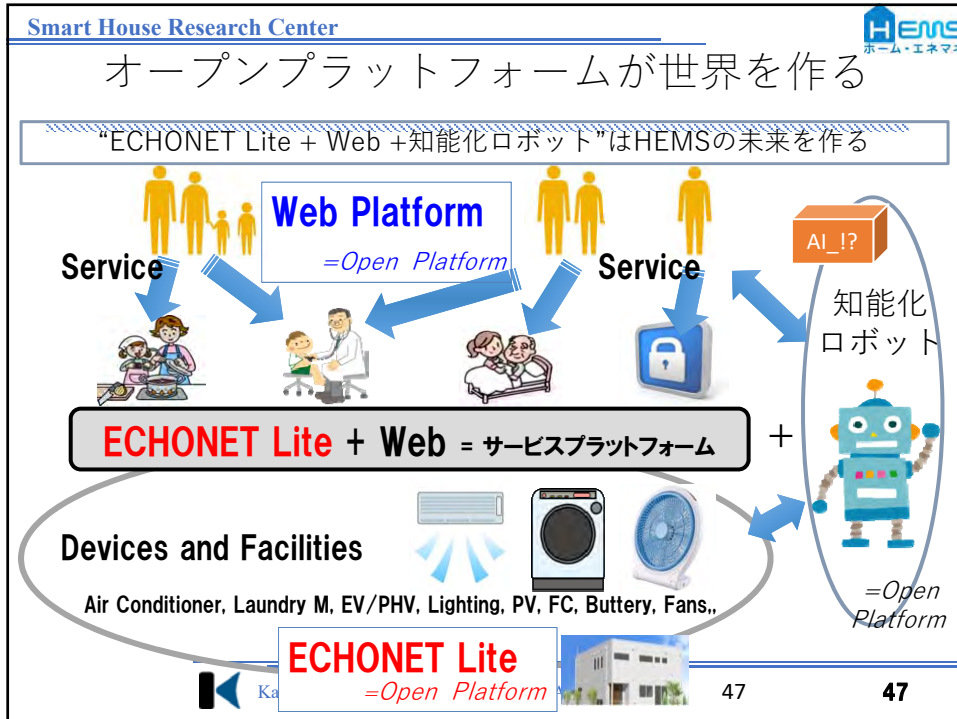 Smart House Research Center
HEMS
ホーム・エネマネ
オープンプラットフォームが世界を作る
“ECHONET Lite + Web +知能化ロボット”はHEMSの未来を作る
Web Platform
=Open Platform
Service
Service
AI_!?
知能化
ロボット
ECHONET Lite + Web = サービスプラットフォーム
+
Devices and Facilities
Air Conditioner, Laundry M, EV/PHV, Lighting, PV, FC, Buttery, Fans,,
=Open
Platform
ECHONET Lite
=Open Platform
Ka
47
47